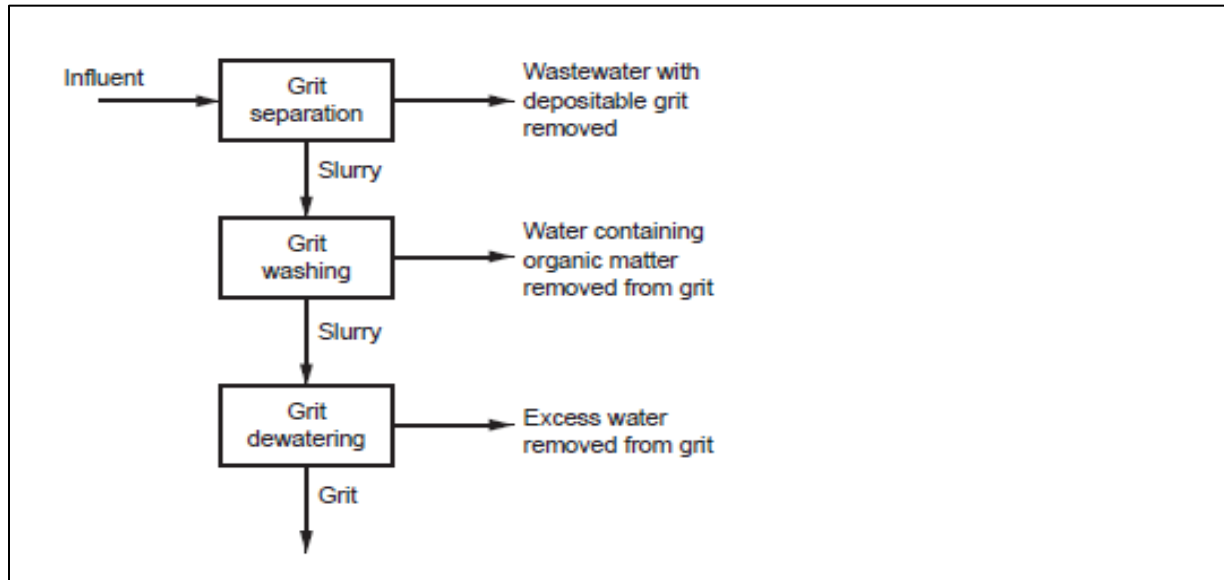 Influent
Grit
separation
Wastewater with
depositable grit
removed
Slurry
Grit
washing
Water containing
organic matter
removed from grit
Slurry
Grit
dewatering
Excess water
removed from grit
Grit